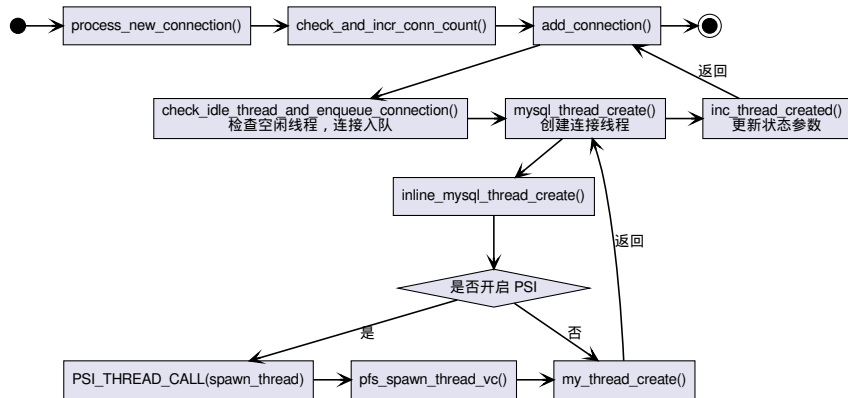 process_new_connection()
check_and_incr_conn_count()
add_connection()
返回
check_idle_thread_and_enqueue_connection()
检查空闲线程，连接入队
mysql_thread_create()
创建连接线程
inc_thread_created()
更新状态参数
inline_mysql_thread_create()
返回
是否开启 PSI
是
否
PSI_THREAD_CALL(spawn_thread)
pfs_spawn_thread_vc()
my_thread_create()